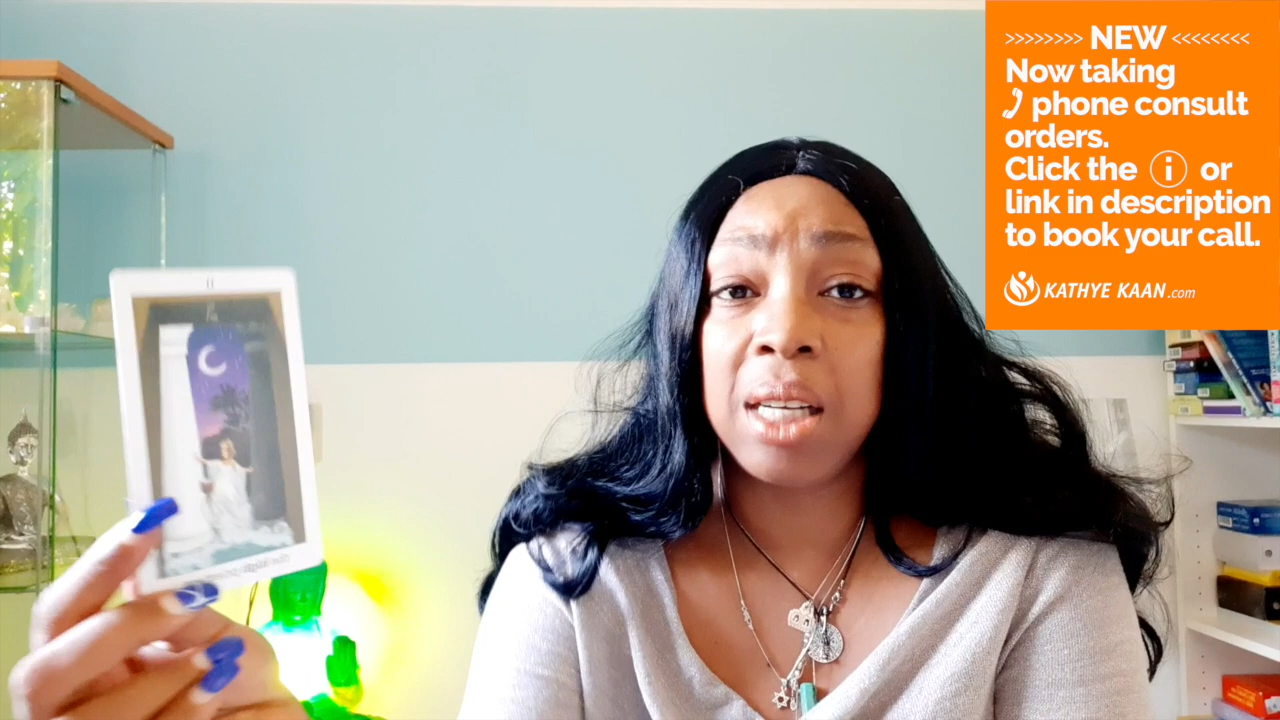 >>>>>>>> NEW <<<<<<<<
Now taking
phone consult
orders.
Click the i or
link in description
to book your call.
KATHYE KAAN.com
II